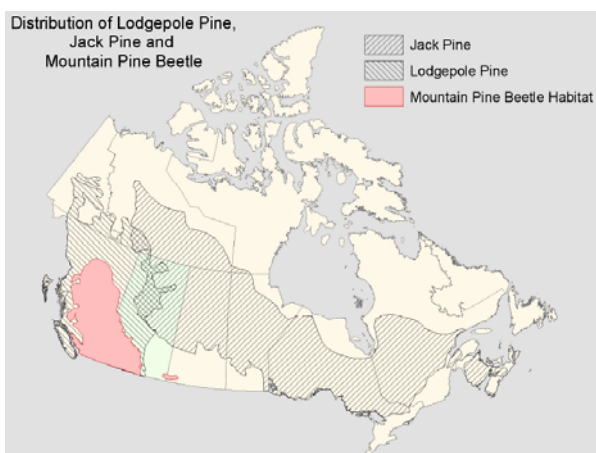 Distribution of Lodgepole Pine,
Jack Pine and
Mountain Pine Beetle
Jack Pine
Lodgepole Pine
Mountain Pine Beetle Habitat